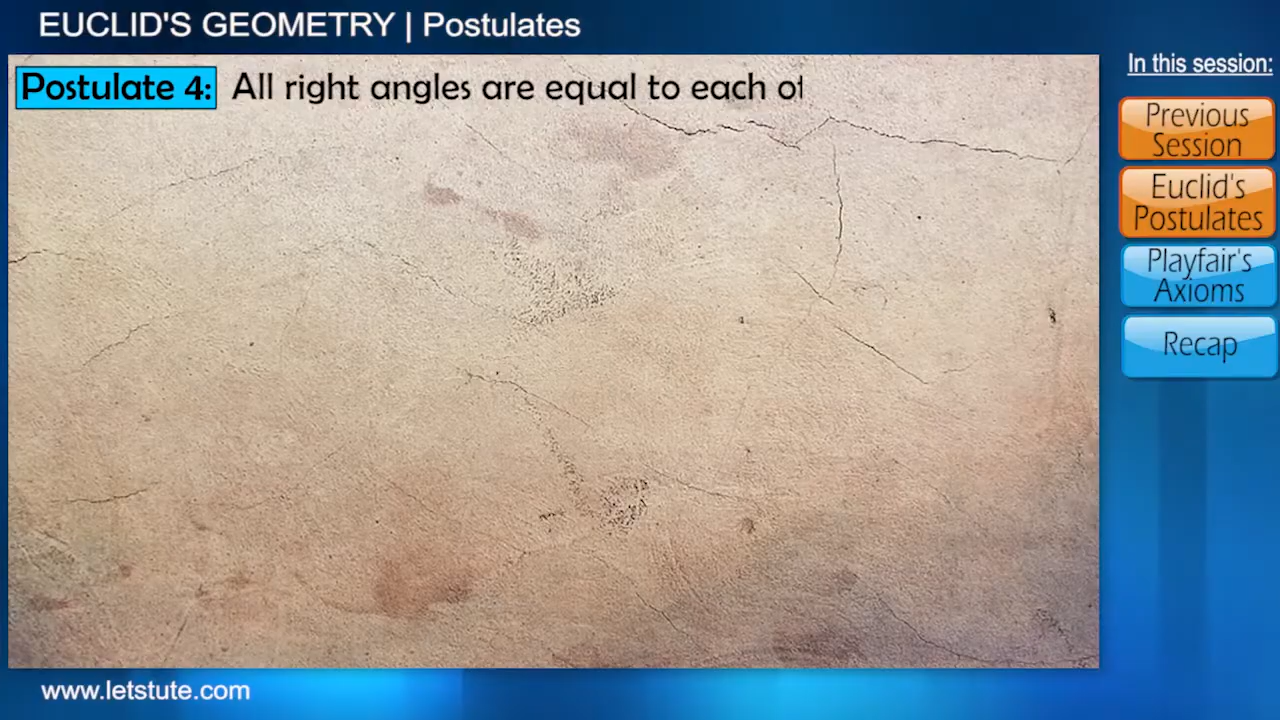 EUCLID'S GEOMETRY | Postulates
Postulate 4: All right angles are equal to each
In this session:
Previous
Session
Euclid's
Postulates
Playfair's
Axioms
Recap
www.letstute.com